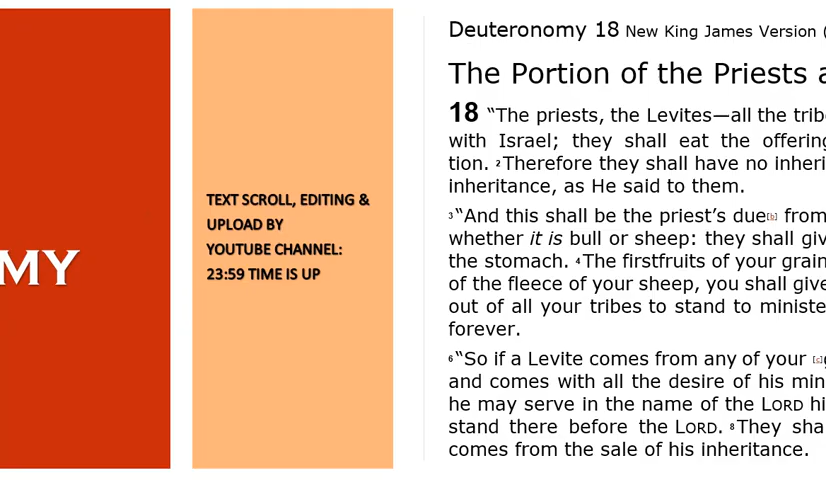 MY
TEXT SCROLL, EDITING &
UPLOAD BY
YOUTUBE CHANNEL:
23:59 TIME IS UP
Deuteronomy 18 New King James Version (
The Portion of the Priests a
18 “The priests, the Levites—all the tribe
with Israel; they shall eat the offering
tion. 2 Therefore they shall have no inheri
inheritance, as He said to them.
3 “And this shall be the priest’s due[b] from
whether it is bull or sheep: they shall giv
the stomach. 4 The firstfruits of your grain
of the fleece of your sheep, you shall give
out of all your tribes to stand to ministe
forever.
6 “So if a Levite comes from any of your [c]g
and comes with all the desire of his min
he may serve in the name of the LORD hi
stand there before the LORD. 8 They sha
comes from the sale of his inheritance.